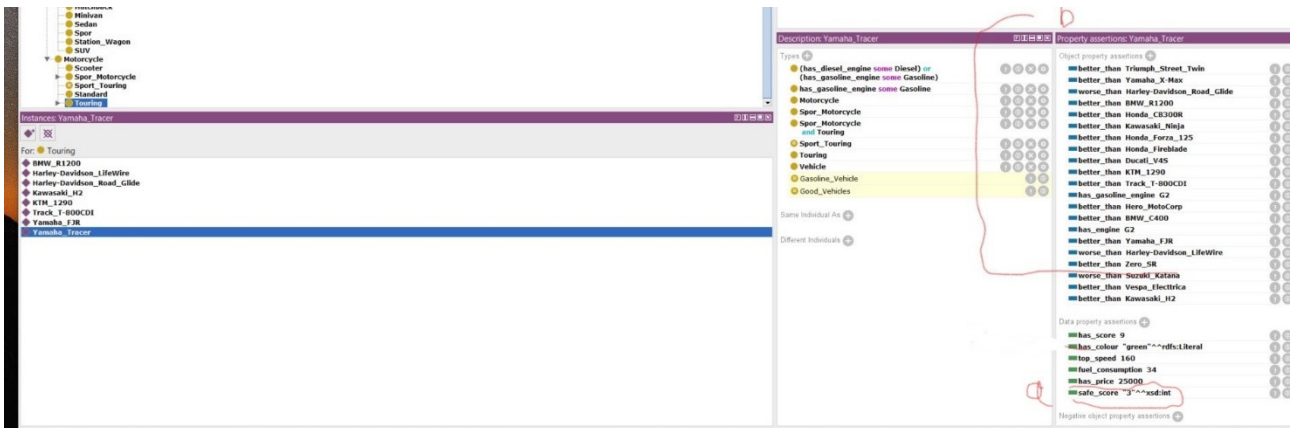 Hatchback
Minivan
Sedan
Spor
Station_Wagon
SUV
Motorcycle
Scooter
Spor_Motorcycle
Sport_Touring
Standard
Touring
Instances: Yamaha_Tracer
For: Touring
BMW_R1200
Harley-Davidson_LifeWire
Harley-Davidson_Road_Glide
Kawasaki_H2
KTM_1290
Track_T-800CDI
Yamaha_FJR
Yamaha_Tracer
Description: Yamaha_Tracer
Types
(has_diesel_engine some Diesel) or
(has_gasoline_engine some Gasoline)
has_gasoline_engine some Gasoline
Motorcycle
Spor_Motorcycle
Spor_Motorcycle
and Touring
Sport_Touring
Touring
Vehicle
Gasoline_Vehicle
Good_Vehicles
Same Individual As
Different Individuals
b
Property assertions: Yamaha_Tracer
Object property assertions
better_than Triumph_Street_Twin
better_than Yamaha_X-Max
worse_than Harley-Davidson_Road_Glide
better_than BMW_R1200
better_than Honda_CB300R
better_than Kawasaki_Ninja
better_than Honda_Forza_125
better_than Honda_Fireblade
better_than Ducati_V4S
better_than KTM_1290
better_than Track_T-800CDI
has_gasoline_engine G2
better_than Hero_MotoCorp
better_than BMW_C400
has_engine G2
better_than Yamaha_FJR
worse_than Harley-Davidson_LifeWire
better_than Zero_SR
worse_than Suzuki_Katana
better_than Vespa_Electtrica
better_than Kawasaki_H2
Data property assertions
has_score 9
has_colour "green"^^rdfs:Literal
top_speed 160
fuel_consumption 34
has_price 25000
a
safe_score "3"^^xsd:int
Negative object property assertions